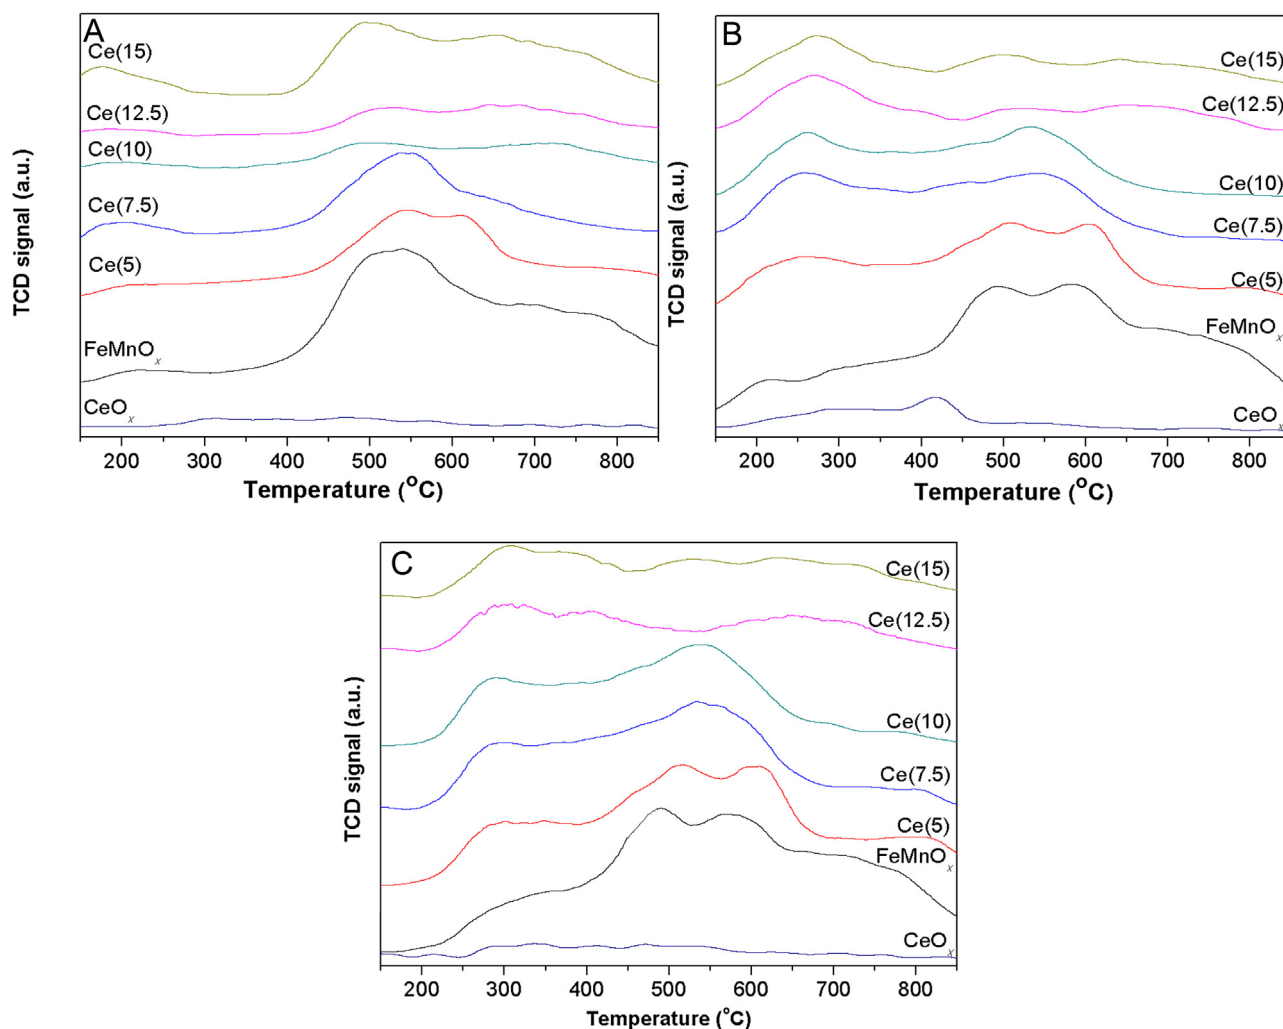 A
Ce(15)
Ce(12.5)
Ce(10)
Ce(7.5)
Ce(5)
FeMnOx
CeOx
TCD signal (a.u.)
200 300 400 500 600 700 800
Temperature (°C)
B
Ce(15)
Ce(12.5)
Ce(10)
Ce(7.5)
Ce(5)
FeMnOx
CeOx
TCD signal (a.u.)
200 300 400 500 600 700 800
Temperature (°C)
C
Ce(15)
Ce(12.5)
Ce(10)
Ce(7.5)
Ce(5)
FeMnOx
CeOx
TCD signal (a.u.)
200 300 400 500 600 700 800
Temperature (°C)